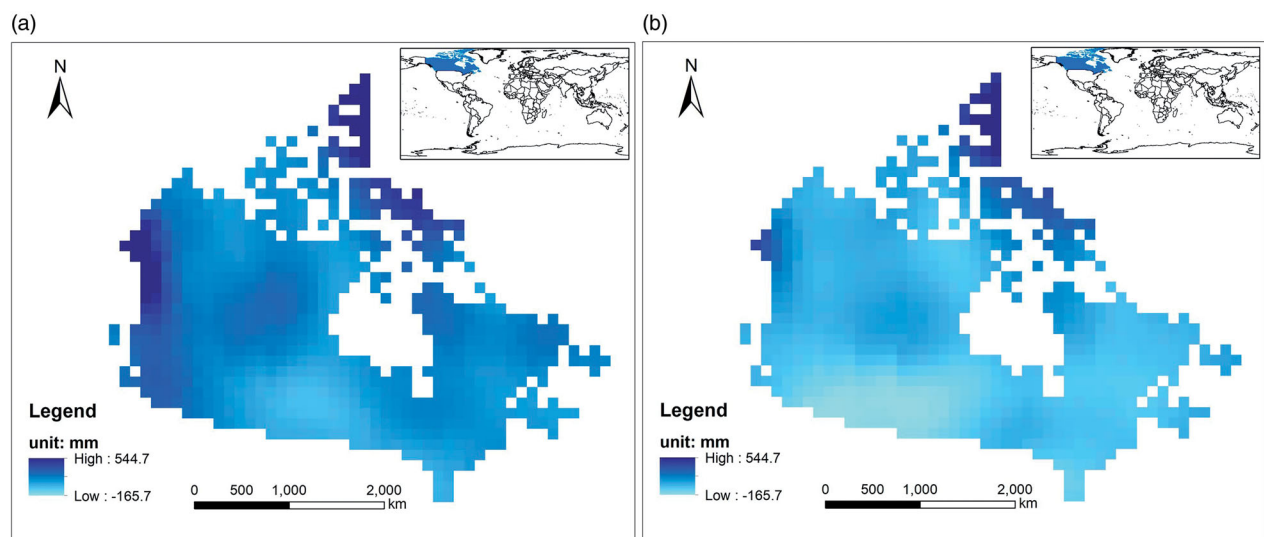 (a)
N
Legend
unit: mm
High : 544.7
Low : -165.7
0 500 1,000 2,000
km
(b)
N
Legend
unit: mm
High : 544.7
Low : -165.7
0 500 1,000 2,000
km